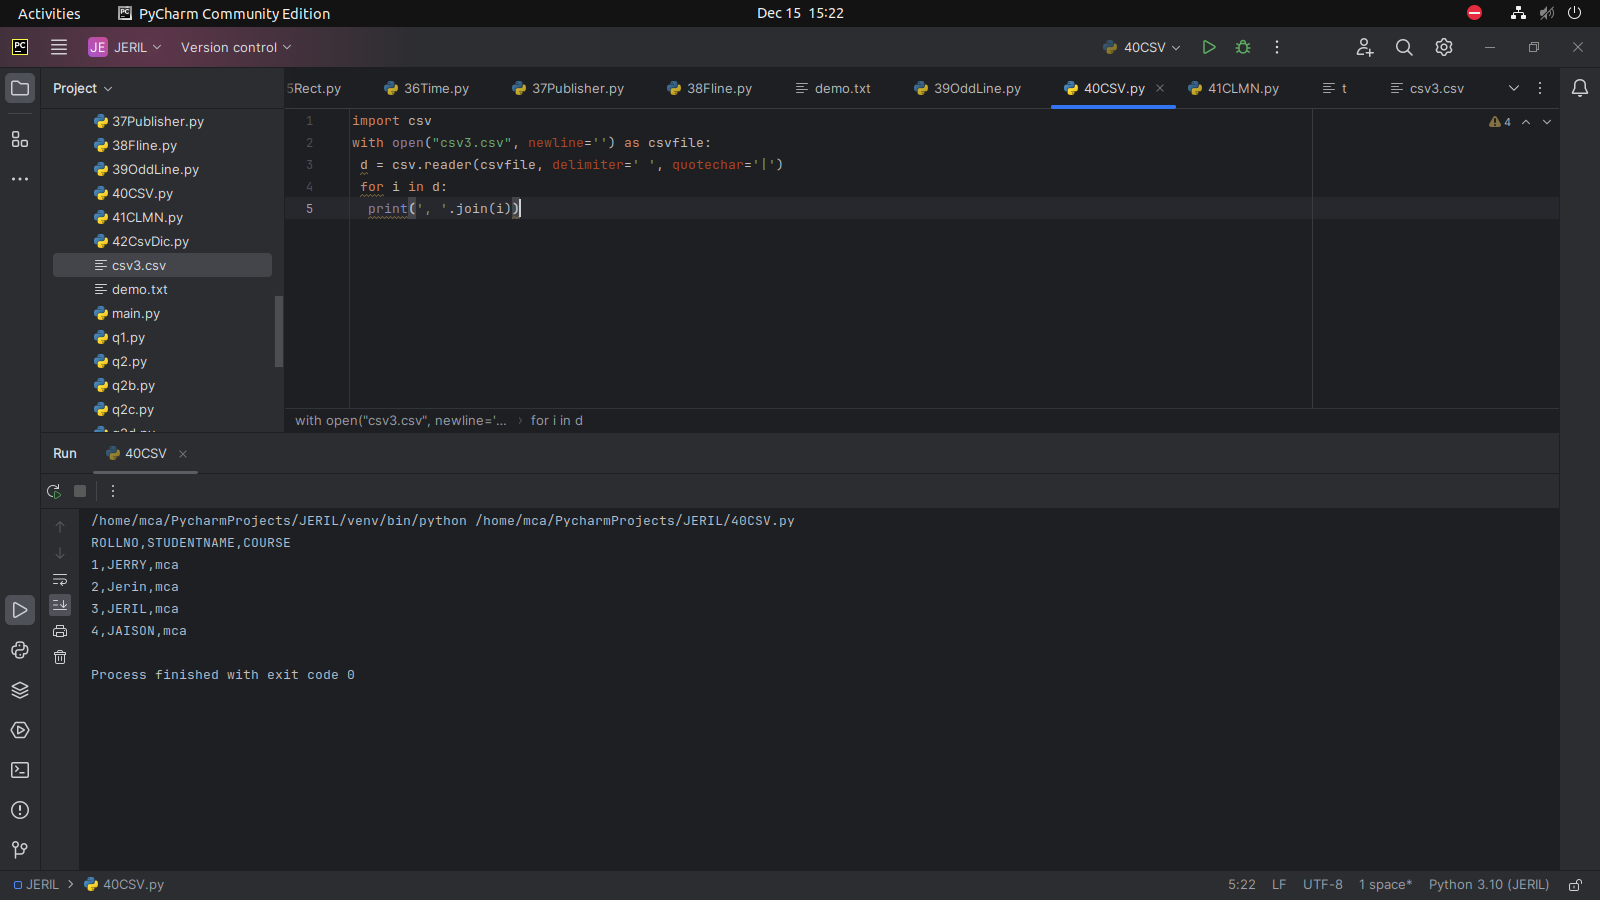 Activities PyCharm Community Edition Dec 15 15:22
PC JE JERIL Version control 40CSV
Project 5Rect.py 36Time.py 37Publisher.py 38Fline.py demo.txt 39OddLine.py 40CSV.py 41CLMN.py t csv3.csv
37Publisher.py
38Fline.py
39OddLine.py
40CSV.py
41CLMN.py
42CsvDic.py
csv3.csv
demo.txt
main.py
q1.py
q2.py
q2b.py
q2c.py
1 import csv
2 with open("csv3.csv", newline='') as csvfile:
3 d = csv.reader(csvfile, delimiter=' ', quotechar='|')
4 for i in d:
5 print(', '.join(i))
4
with open("csv3.csv", newline='... › for i in d
Run 40CSV
/home/mca/PycharmProjects/JERIL/venv/bin/python /home/mca/PycharmProjects/JERIL/40CSV.py
ROLLNO,STUDENTNAME,COURSE
1,JERRY,mca
2,Jerin,mca
3,JERIL,mca
4,JAISON,mca
Process finished with exit code 0
JERIL 40CSV.py 5:22 LF UTF-8 1 space* Python 3.10 (JERIL)